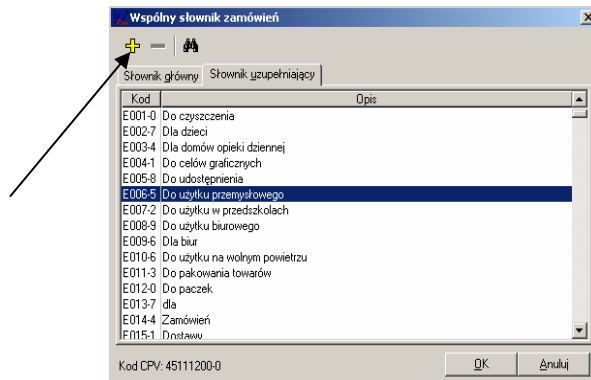 Wspólny słownik zamówień
Słownik główny Słownik uzupełniający
Kod Opis
E001-0 Do czyszczenia
E002-7 Dla dzieci
E003-4 Dla domów opieki dziennej
E004-1 Do celów graficznych
E005-8 Do udostępnienia
E006-5 Do użytku przemysłowego
E007-2 Do użytku w przedszkolach
E008-9 Do użytku biurowego
E009-6 Dla biur
E010-6 Do użytku na wolnym powietrzu
E011-3 Do pakowania towarów
E012-0 Do paczek
E013-7 dla
E014-4 Zamówień
E015-1 Dostawy
Kod CPV: 45111200-0 OK Anuluj